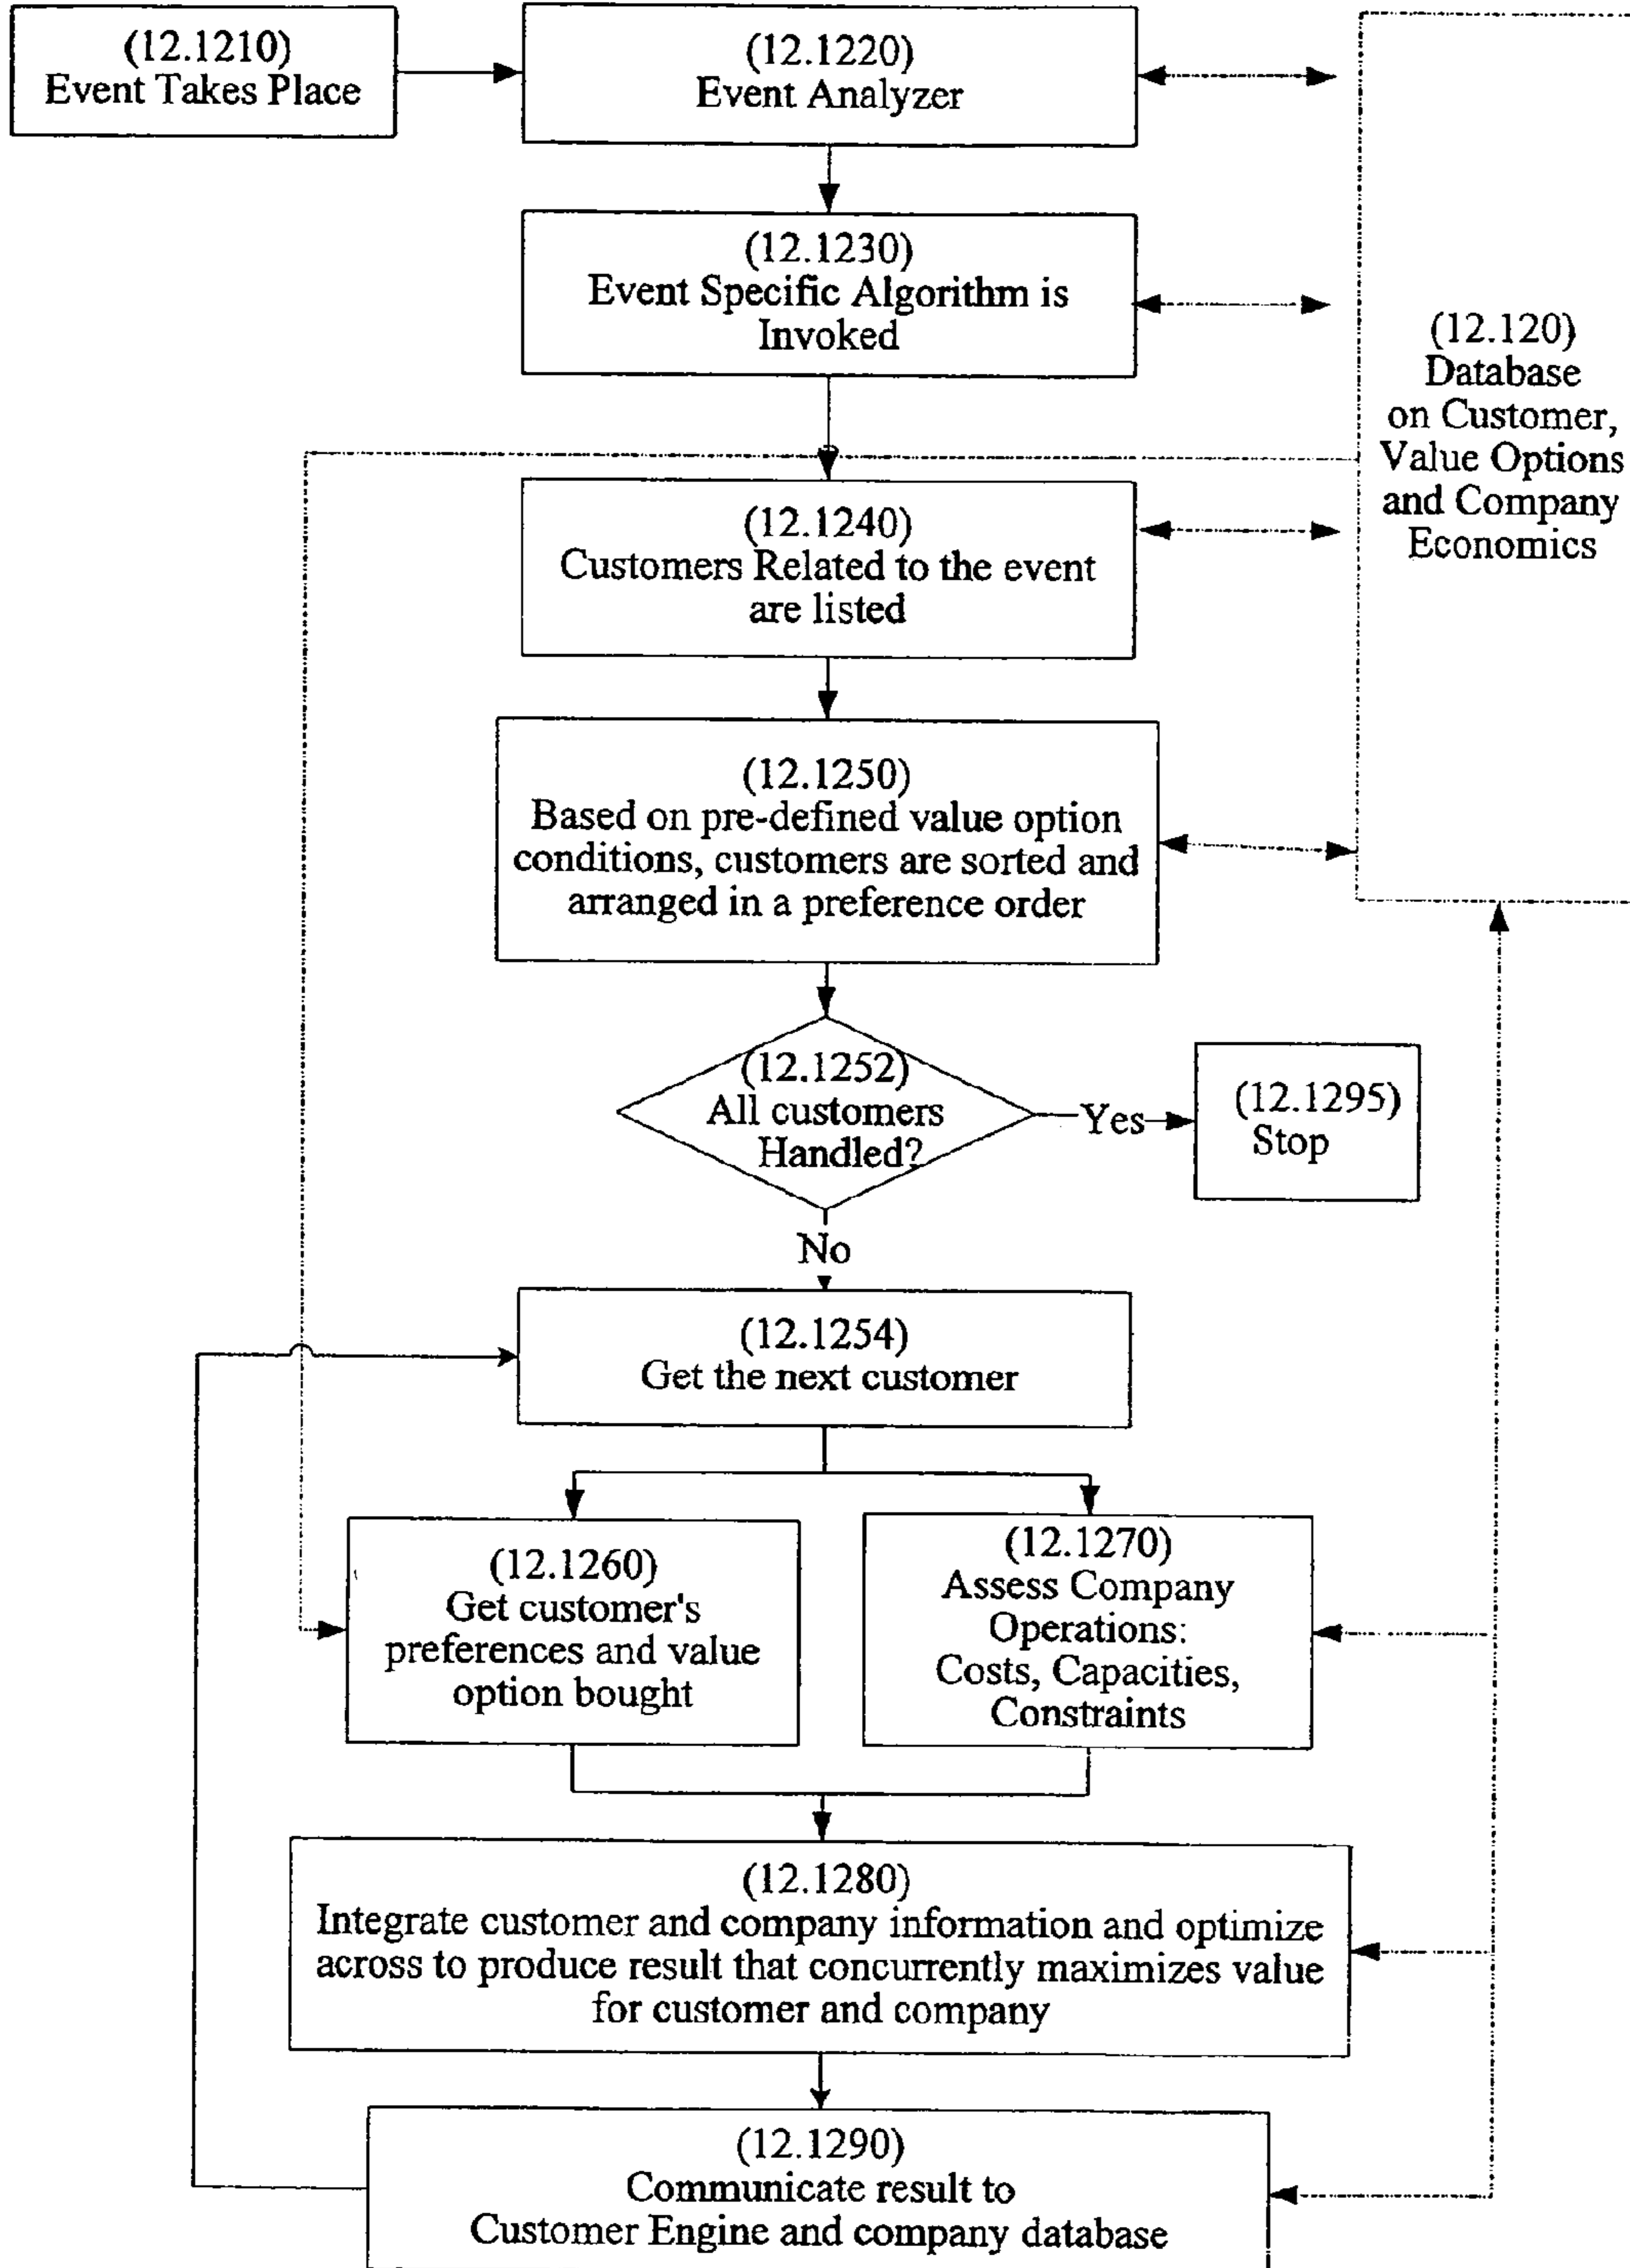 (12.1210)
Event Takes Place
(12.1220)
Event Analyzer
(12.1230)
Event Specific Algorithm is
Invoked
(12.120)
Database
on Customer,
Value Options
and Company
Economics
(12.1240)
Customers Related to the event
are listed
(12.1250)
Based on pre-defined value option
conditions, customers are sorted and
arranged in a preference order
(12.1252)
All customers
Handled?
Yes
(12.1295)
Stop
No
(12.1254)
Get the next customer
(12.1260)
Get customer's
preferences and value
option bought
(12.1270)
Assess Company
Operations:
Costs, Capacities,
Constraints
(12.1280)
Integrate customer and company information and optimize
across to produce result that concurrently maximizes value
for customer and company
(12.1290)
Communicate result to
Customer Engine and company database